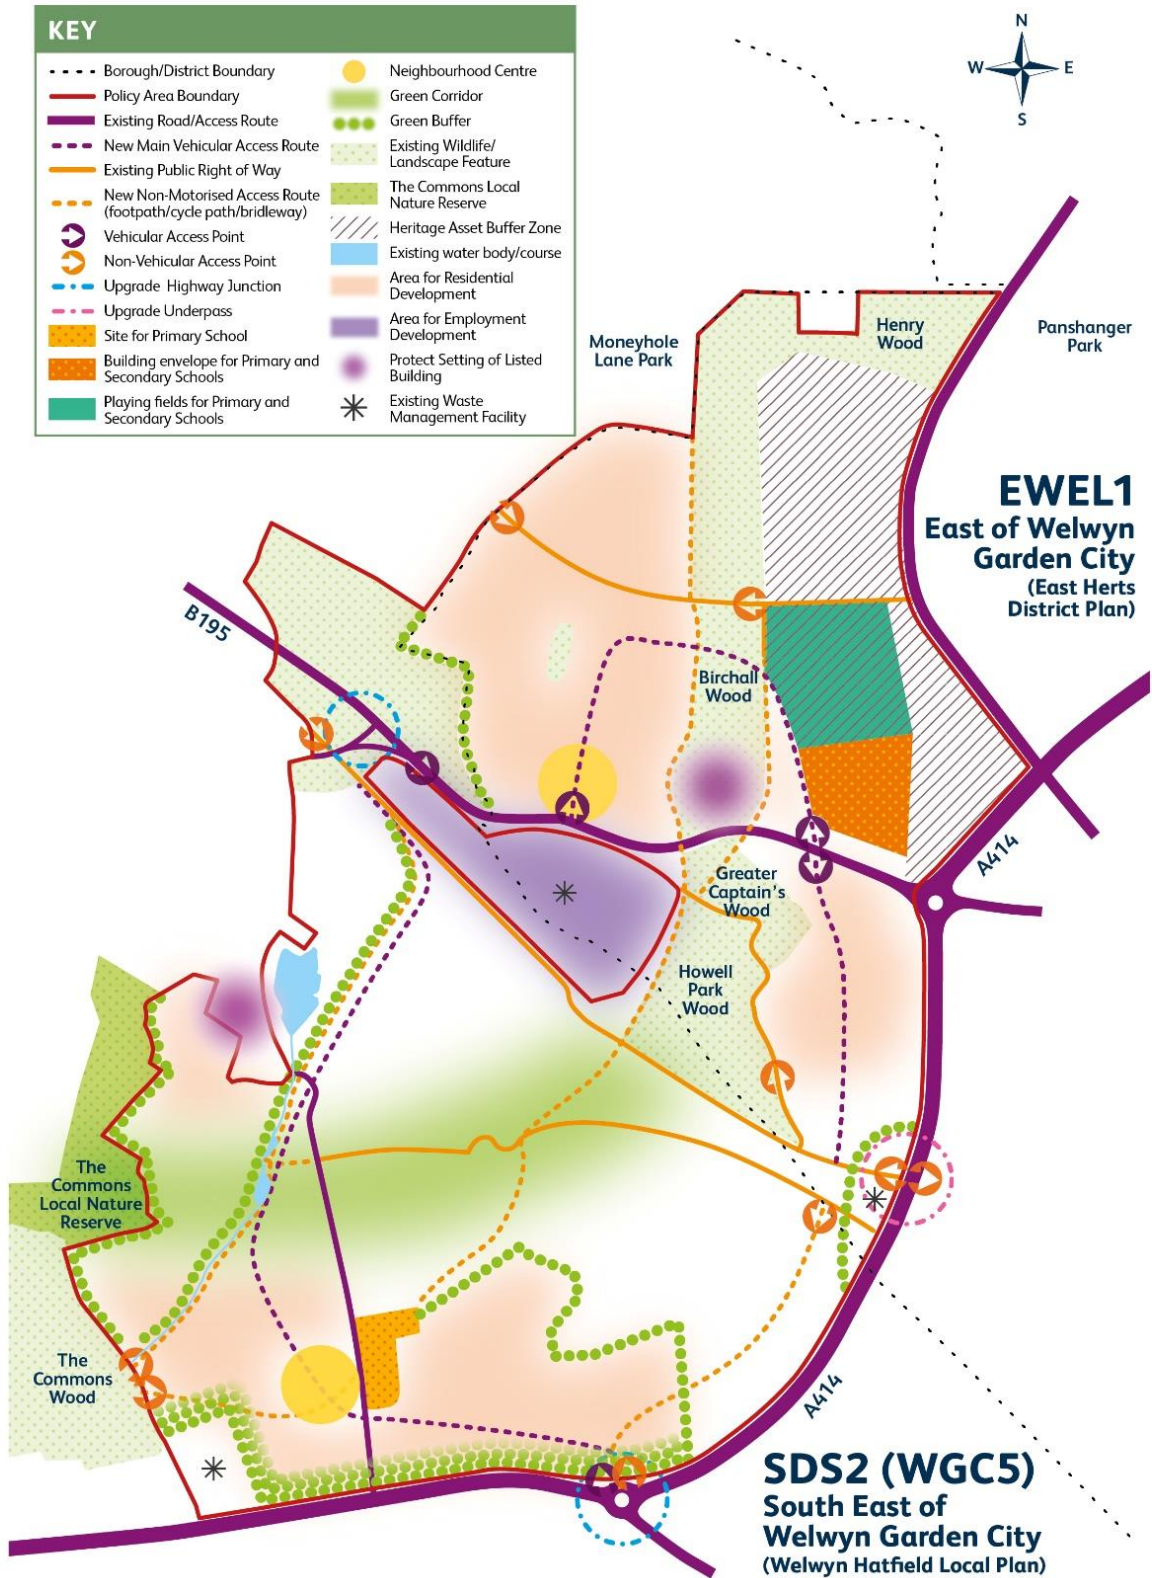 KEY
Borough/District Boundary
Policy Area Boundary
Existing Road/Access Route
New Main Vehicular Access Route
Existing Public Right of Way
New Non-Motorised Access Route
(footpath/cycle path/bridleway)
Vehicular Access Point
Non-Vehicular Access Point
Upgrade Highway Junction
Upgrade Underpass
Site for Primary School
Building envelope for Primary and
Secondary Schools
Playing fields for Primary and
Secondary Schools
Neighbourhood Centre
Green Corridor
Green Buffer
Existing Wildlife/
Landscape Feature
The Commons Local
Nature Reserve
Heritage Asset Buffer Zone
Existing water body/course
Area for Residential
Development
Area for Employment
Development
Protect Setting of Listed
Building
Existing Waste
Management Facility
N
W E
S
Moneyhole
Lane Park
Henry
Wood
Panshanger
Park
EWEL1
East of Welwyn
Garden City
(East Herts
District Plan)
B195
Birchall
Wood
A414
Greater
Captain's
Wood
Howell
Park
Wood
The
Commons
Local Nature
Reserve
The
Commons
Wood
A414
SDS2 (WGC5)
South East of
Welwyn Garden City
(Welwyn Hatfield Local Plan)